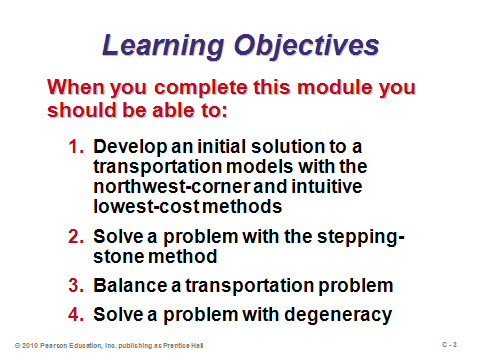 Learning Objectives
When you complete this module you
should be able to:
1. Develop an initial solution to a
transportation models with the
northwest-corner and intuitive
lowest-cost methods
2. Solve a problem with the stepping-
stone method
3. Balance a transportation problem
4. Solve a problem with degeneracy
© 2010 Pearson Education, Inc. publishing as Prentice Hall
C - 3